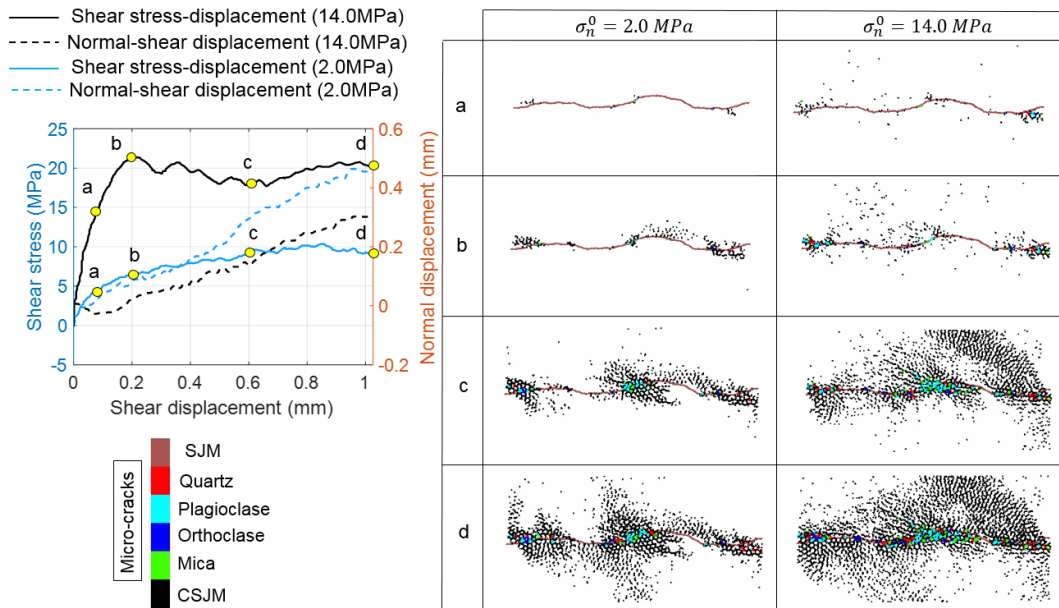 Shear stress-displacement (14.0MPa)
Normal-shear displacement (14.0MPa)
Shear stress-displacement (2.0MPa)
Normal-shear displacement (2.0MPa)
25
20
15
10
5
0
-5
Shear stress (MPa)
0.6
0.4
0.2
0
-0.2
Normal displacement (mm)
a
b
c
d
a
b
c
d
0
0.2
0.4
0.6
0.8
1
Shear displacement (mm)
Micro-cracks
SJM
Quartz
Plagioclase
Orthoclase
Mica
CSJM
σₙ⁰ = 2.0 MPa
σₙ⁰ = 14.0 MPa
a
b
c
d